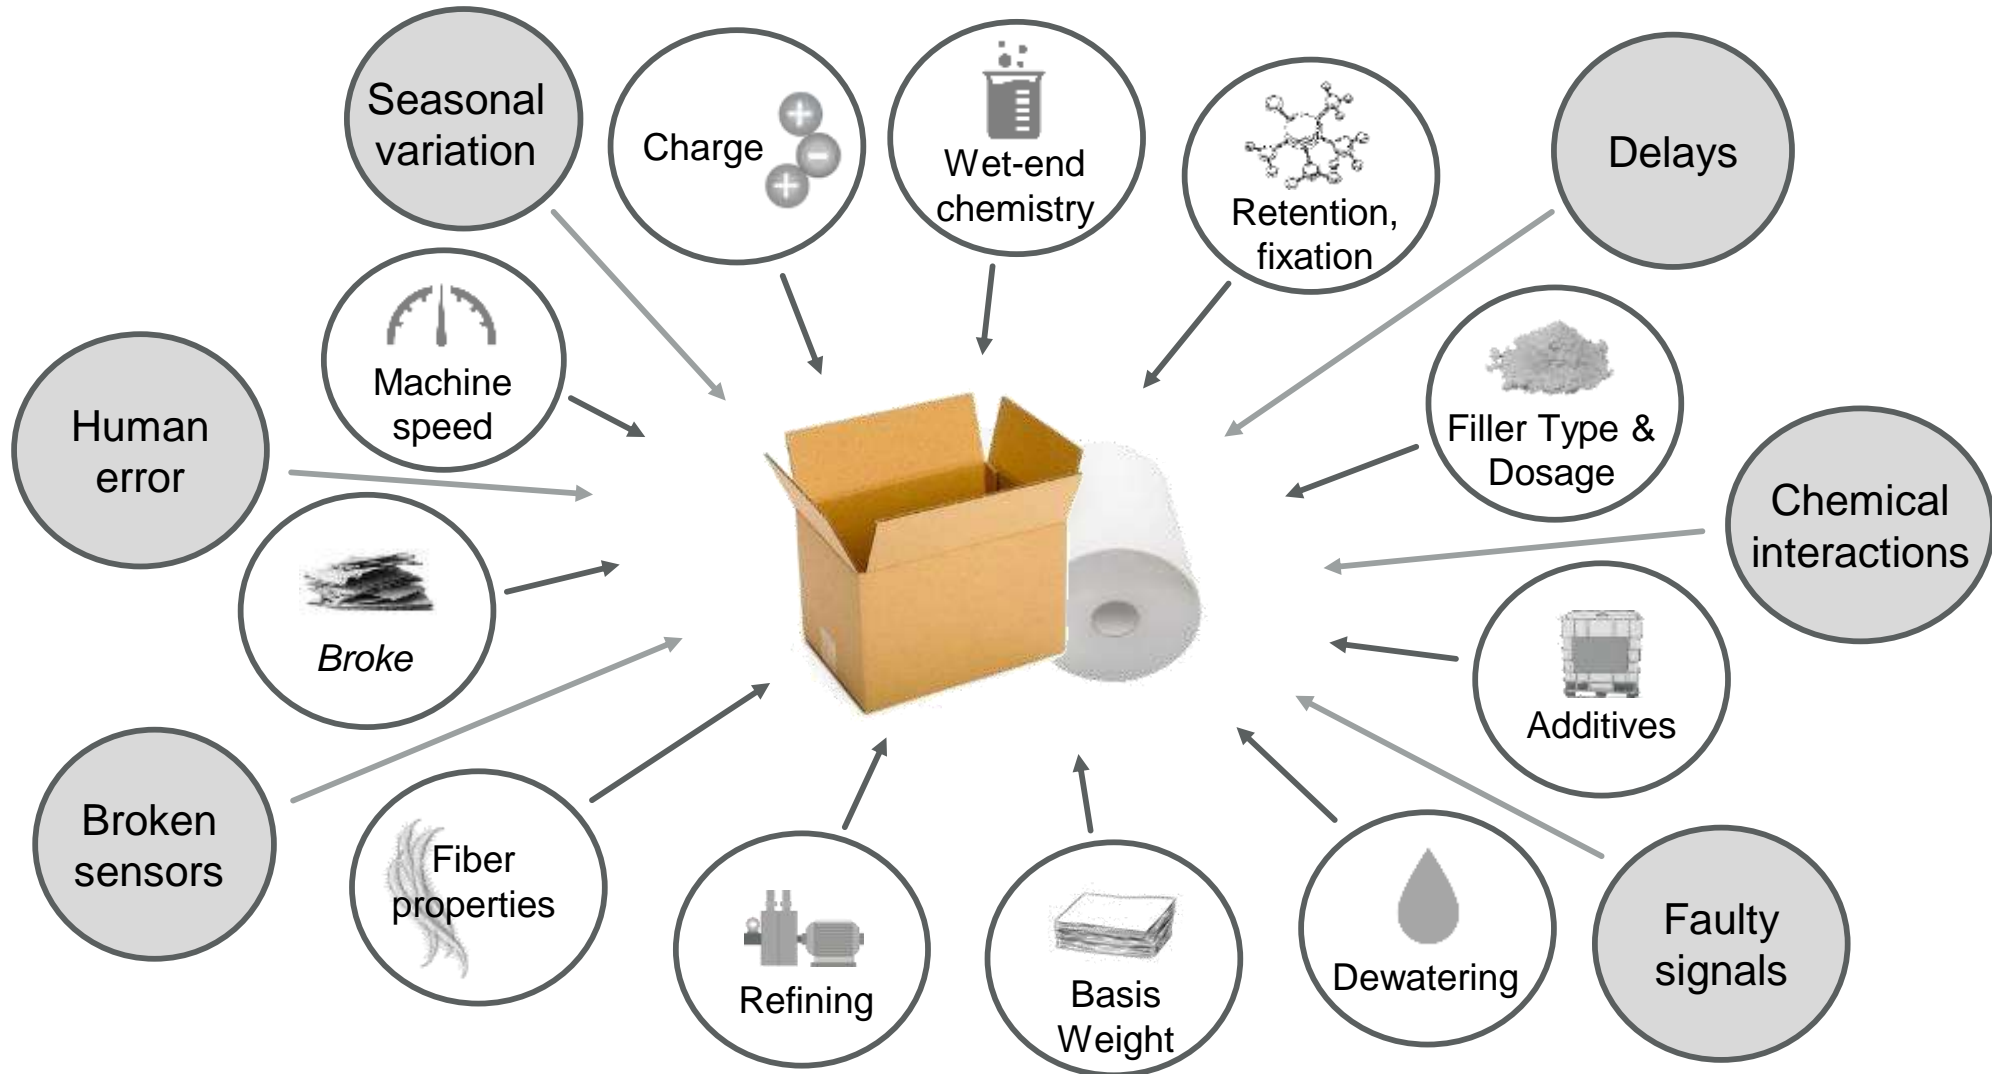 Seasonal
variation
Charge
Wet-end
chemistry
Retention,
fixation
Delays
Machine
speed
Filler Type &
Dosage
Human
error
Chemical
interactions
Broke
Additives
Broken
sensors
Fiber
properties
Refining
Basis
Weight
Dewatering
Faulty
signals